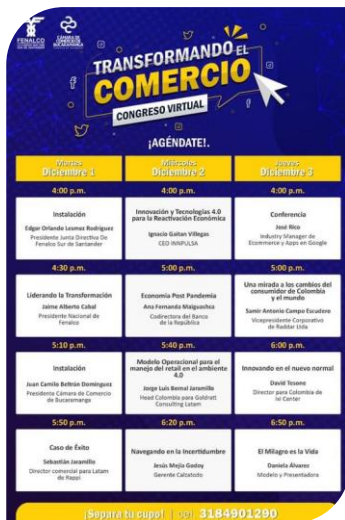 FENALCO
CÁMARA DE
COMERCIO DE
BUCARAMANGA
TRANSFORMANDO EL
COMERCIO
CONGRESO VIRTUAL
¡AGÉNDATE!.
Martes
Diciembre 1
4:00 p.m.
Instalación
Edgar Orlando Lesmes Rodríguez
Presidente Junta Directiva De
Fenalco Sur de Santander
4:30 p.m.
Liderando la Transformación
Jaime Alberto Cabal
Presidente Nacional de
Fenalco
5:10 p.m.
Instalación
Juan Camilo Beltrán Domínguez
Presidente Cámara de Comercio
de Bucaramanga
5:50 p.m.
Caso de Éxito
Sebastián Jaramillo
Director comercial para Latam
de Rappi
Miércoles
Diciembre 2
4:00 p.m.
Innovación y Tecnologías 4.0
para la Reactivación Económica
Ignacio Gaitan Villegas
CEO INNPULSA
5:00 p.m.
Economía Post Pandemia
Ana Fernanda Maiguashca
Codirectora del Banco
de la República
5:40 p.m.
Modelo Operacional para el
manejo del retail en el ambiente
4.0
Jorge Luis Bernal Jaramillo
Head Colombia para Goldratt
Consulting Latam
6:20 p.m.
Navegando en la Incertidumbre
Jesús Mejía Godoy
Gerente Calzatodo
Jueves
Diciembre 3
4:00 p.m.
Conferencia
José Rico
Industry Manager de
Ecommerce y Apps en Google
5:00 p.m.
Una mirada a los cambios del
consumidor de Colombia
y el mundo
Samir Antonio Campo Escudero
Vicepresidente Corporativo
de Raddar Ltda
6:00 p.m.
Innovando en el nuevo normal
David Tesone
Director para Colombia de
6:50 p.m.
El Milagro es la Vida
Daniela Álvarez
Modelo y Presentadora
¡Separa tu cupo! | cel. 3184901290